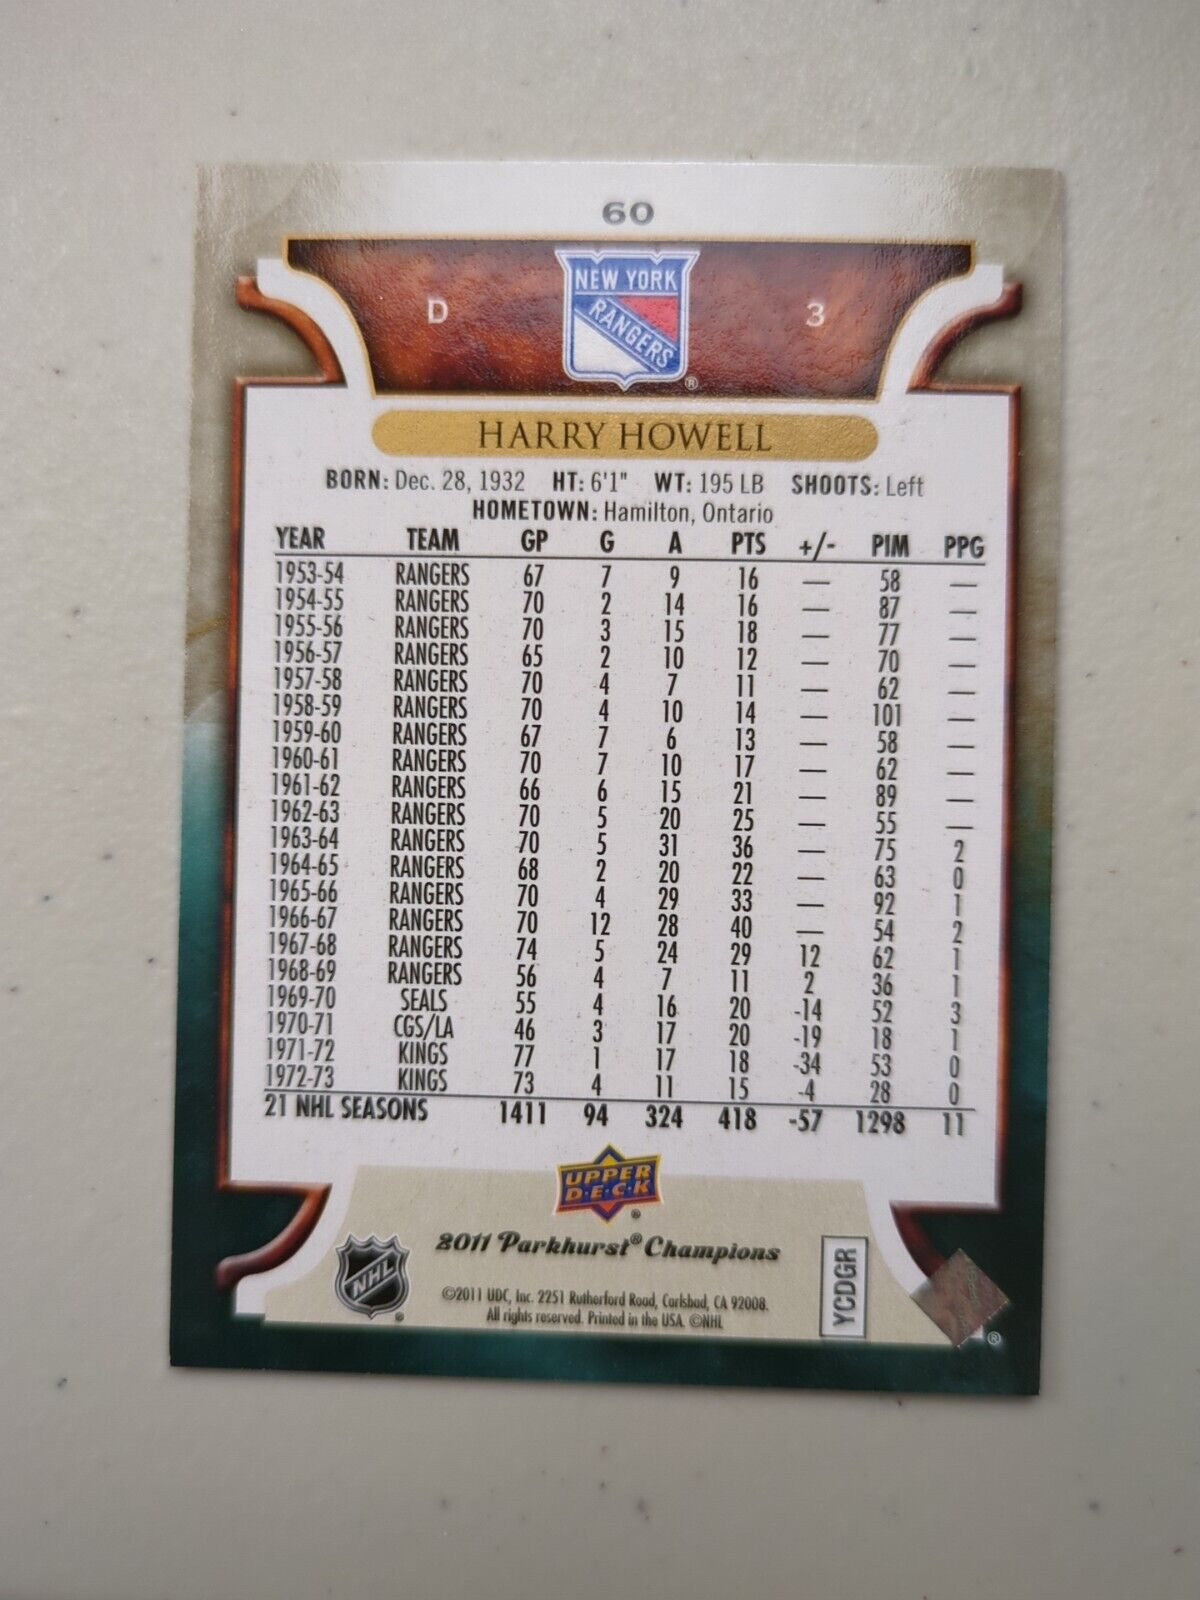 60
D 3
NEW YORK
RANGERS
®
HARRY HOWELL
BORN: Dec. 28, 1932 HT: 6'1" WT: 195 LB SHOOTS: Left
HOMETOWN: Hamilton, Ontario
YEAR TEAM GP G A PTS +/- PIM PPG
1953-54 RANGERS 67 7 9 16 — 58 —
1954-55 RANGERS 70 2 14 16 — 87 —
1955-56 RANGERS 70 3 15 18 — 77 —
1956-57 RANGERS 65 2 10 12 — 70 —
1957-58 RANGERS 70 4 7 11 — 62 —
1958-59 RANGERS 70 4 10 14 — 101 —
1959-60 RANGERS 67 7 6 13 — 58 —
1960-61 RANGERS 70 7 10 17 — 62 —
1961-62 RANGERS 66 6 15 21 — 89 —
1962-63 RANGERS 70 5 20 25 — 55 —
1963-64 RANGERS 70 5 31 36 — 75 2
1964-65 RANGERS 68 2 20 22 — 63 0
1965-66 RANGERS 70 4 29 33 — 92 1
1966-67 RANGERS 70 12 28 40 — 54 2
1967-68 RANGERS 74 5 24 29 12 62 1
1968-69 RANGERS 56 4 7 11 2 36 1
1969-70 SEALS 55 4 16 20 -14 52 3
1970-71 CGS/LA 46 3 17 20 -19 18 1
1971-72 KINGS 77 1 17 18 -34 53 0
1972-73 KINGS 73 4 11 15 -4 28 0
21 NHL SEASONS 1411 94 324 418 -57 1298 11
UPPER
D·E·C·K
®
2011 Parkhurst® Champions
NHL
®
©2011 UDC, Inc. 2251 Rutherford Road, Carlsbad, CA 92008.
All rights reserved. Printed in the USA. ©NHL
YCDGR
®